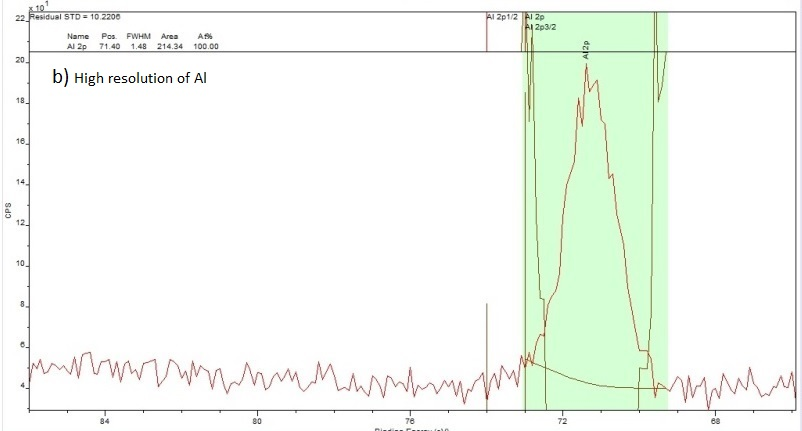 x 10¹
Residual STD = 10.2206
Al 2p1/2 Al 2p
Al 2p3/2
Name Pos. FWHM Area At%
Al 2p 71.40 1.48 214.34 100.00
b) High resolution of Al
Al 2p
22
20
18
16
14
12
10
8
6
4
CPS
84 80 76 72 68